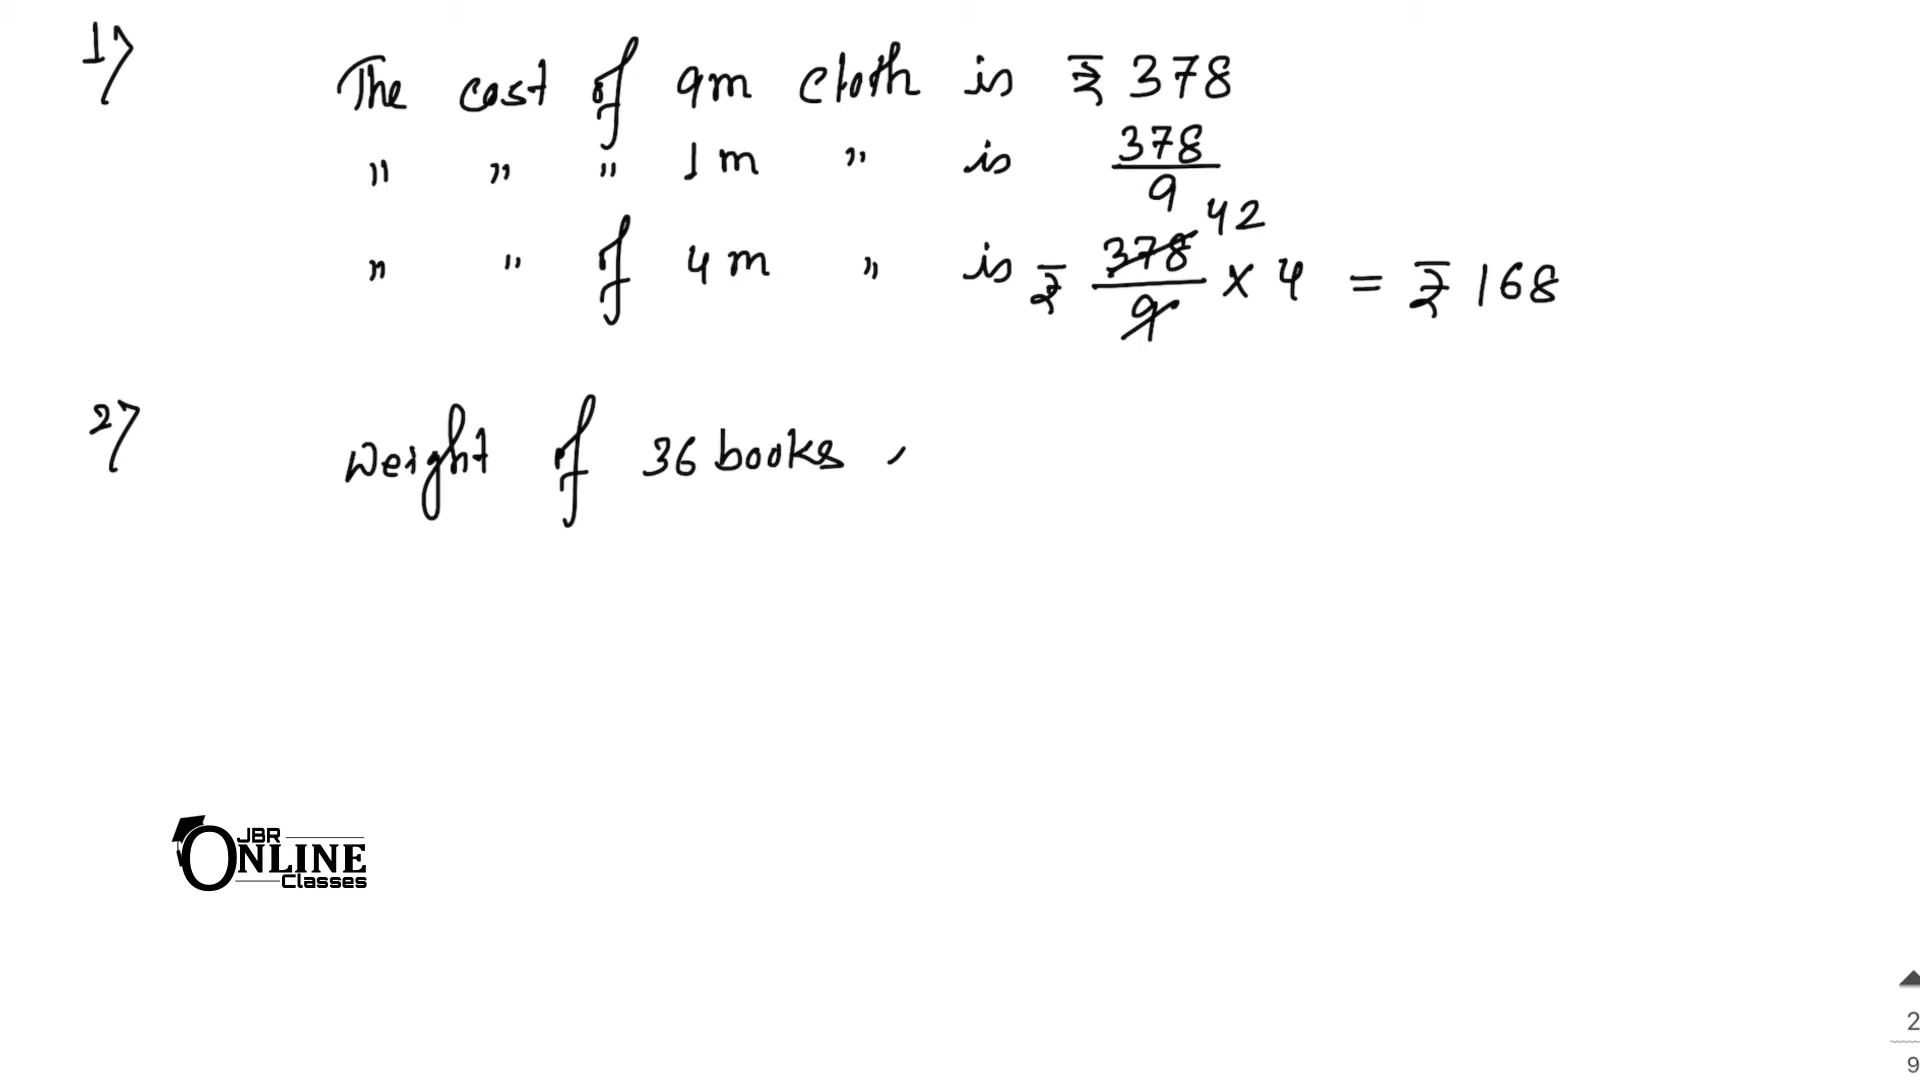 1) The cost of 9m cloth is ₹ 378
" " " 1m " is 378/9
" " of 4m " is ₹ 378/9 42 × 4 = ₹ 168
2) Weight of 36 books
JBR
ONLINE
Classes
2
9